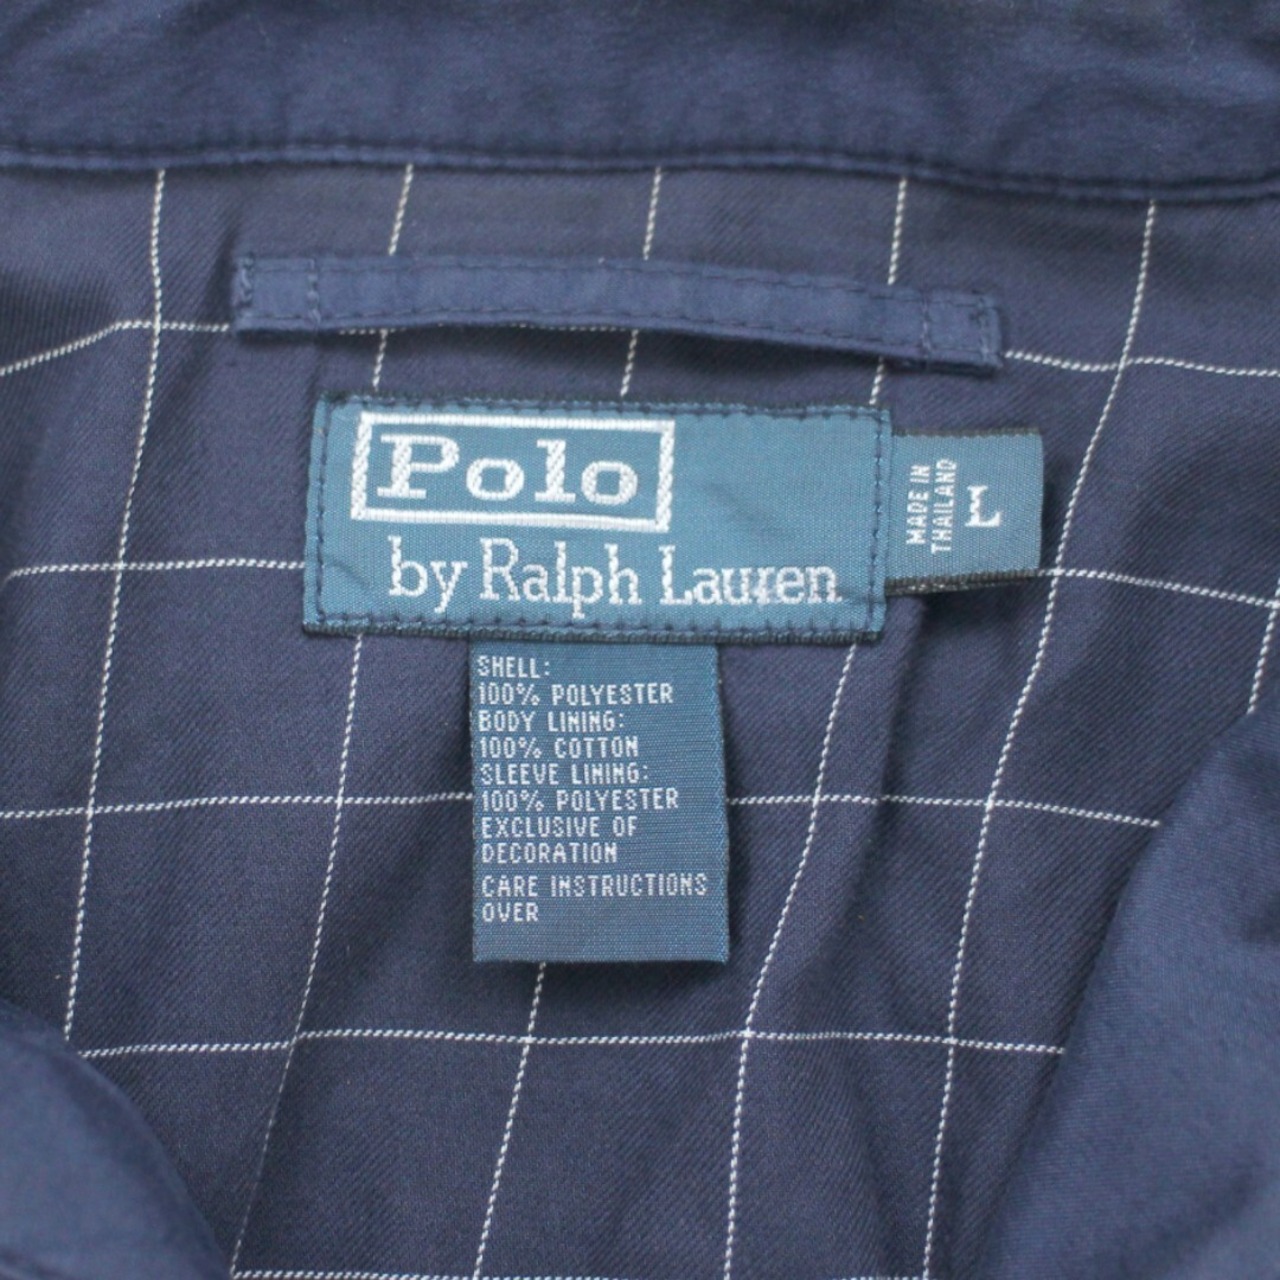 Polo
by Ralph Lauren
MADE IN
THAILAND
L
SHELL:
100% POLYESTER
BODY LINING:
100% COTTON
SLEEVE LINING:
100% POLYESTER
EXCLUSIVE OF
DECORATION
CARE INSTRUCTIONS
OVER